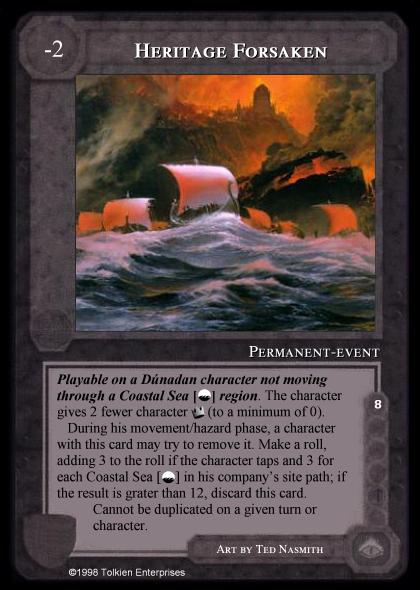 -2
HERITAGE FORSAKEN
PERMANENT-EVENT
Playable on a Dúnadan character not moving
through a Coastal Sea [] region. The character
gives 2 fewer character (to a minimum of 0).
During his movement/hazard phase, a character
with this card may try to remove it. Make a roll,
adding 3 to the roll if the character taps and 3 for
each Coastal Sea [] in his company's site path; if
the result is grater than 12, discard this card.
Cannot be duplicated on a given turn or
character.
8
ART BY TED NASMITH
©1998 Tolkien Enterprises